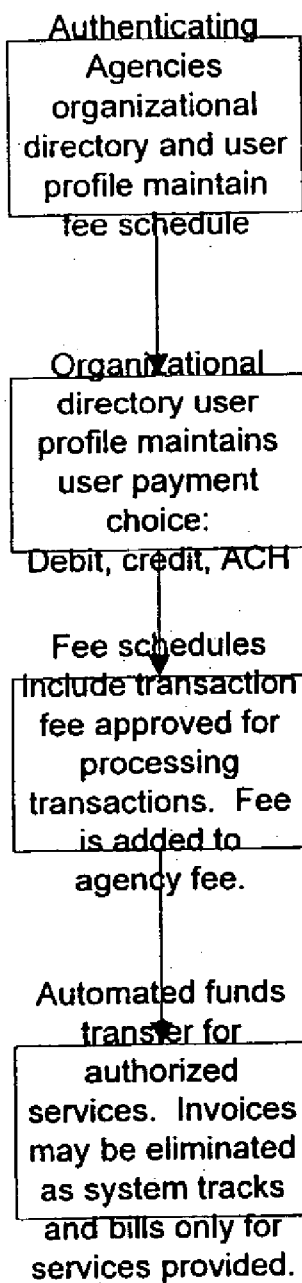 Authenticating
Agencies
organizational
directory and user
profile maintain
fee schedule
Organizational
directory user
profile maintains
user payment
choice:
Debit, credit, ACH
Fee schedules
include transaction
fee approved for
processing
transactions. Fee
is added to
agency fee.
Automated funds
transfer for
authorized
services. Invoices
may be eliminated
as system tracks
and bills only for
services provided.